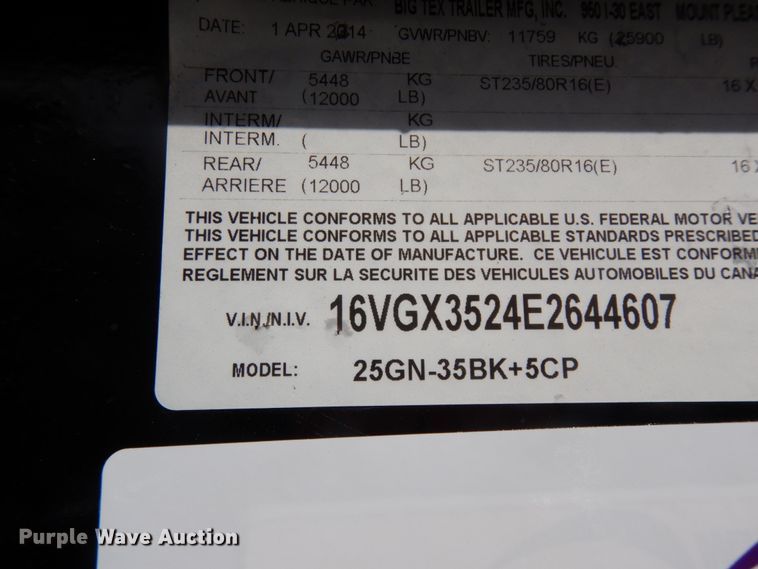 BIG TEX TRAILER MFG, INC. 950 I-30 EAST MOUNT PLEA
DATE: 1 APR 2014 GVWR/PNBV: 11759 KG (25900 LB)
GAWR/PNBE TIRES/PNEU.
FRONT/ 5448 KG ST235/80R16(E) 16 X
AVANT (12000 LB)
INTERM/ KG
INTERM. ( LB)
REAR/ 5448 KG ST235/80R16(E) 16 X
ARRIERE (12000 LB)
THIS VEHICLE CONFORMS TO ALL APPLICABLE U.S. FEDERAL MOTOR VE
THIS VEHICLE CONFORMS TO ALL APPLICABLE STANDARDS PRESCRIBED
EFFECT ON THE DATE OF MANUFACTURE. CE VEHICULE EST CONFORM
REGLEMENT SUR LA SECURITE DES VEHICULES AUTOMOBILES DU CANA
V.I.N./N.I.V. 16VGX3524E2644607
MODEL: 25GN-35BK+5CP
Purple Wave Auction